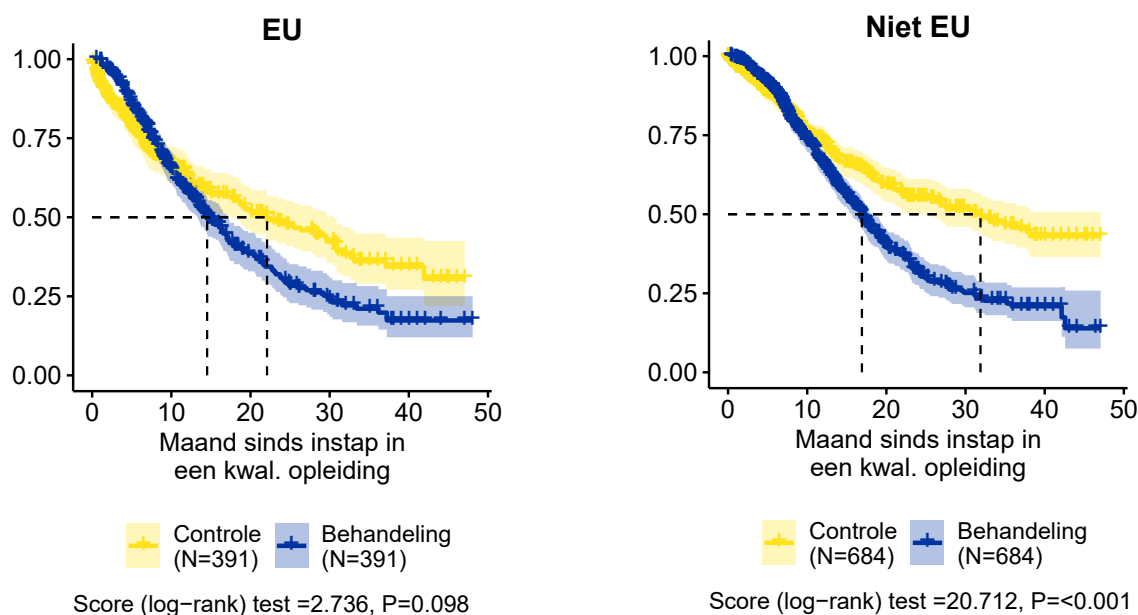 EU
1.00
0.75
0.50
0.25
0.00
0 10 20 30 40 50
Maand sinds instap in
een kwal. opleiding
Controle
(N=391)
Behandeling
(N=391)
Score (log−rank) test =2.736, P=0.098
Niet EU
1.00
0.75
0.50
0.25
0.00
0 10 20 30 40 50
Maand sinds instap in
een kwal. opleiding
Controle
(N=684)
Behandeling
(N=684)
Score (log−rank) test =20.712, P=<0.001